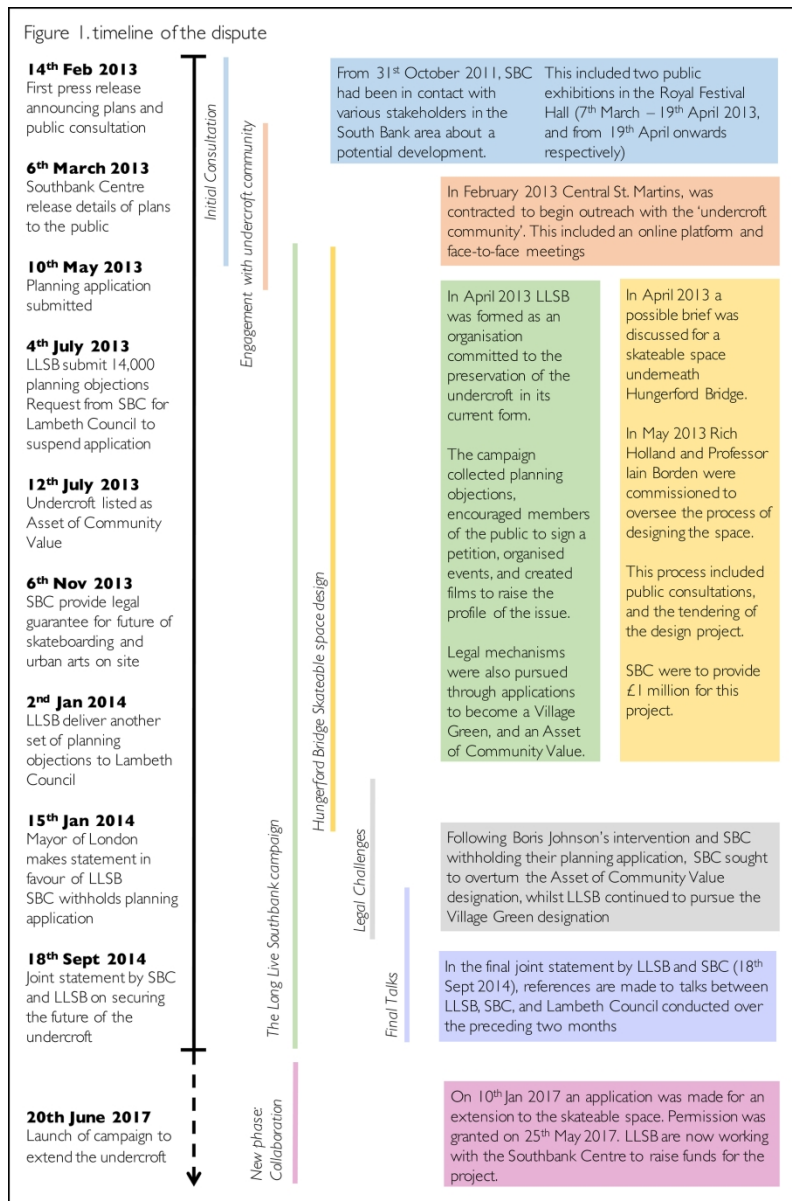 Figure 1. timeline of the dispute
14th Feb 2013
First press release
announcing plans and
public consultation
6th March 2013
Southbank Centre
release details of plans
to the public
10th May 2013
Planning application
submitted
4th July 2013
LLSB submit 14,000
planning objections
Request from SBC for
Lambeth Council to
suspend application
12th July 2013
Undercroft listed as
Asset of Community
Value
6th Nov 2013
SBC provide legal
guarantee for future of
skateboarding and
urban arts on site
2nd Jan 2014
LLSB deliver another
set of planning
objections to Lambeth
Council
15th Jan 2014
Mayor of London
makes statement in
favour of LLSB
SBC withholds planning
application
18th Sept 2014
Joint statement by SBC
and LLSB on securing
the future of the
undercroft
20th June 2017
Launch of campaign to
extend the undercroft
Initial Consultation
Engagement with undercroft community
The Long Live Southbank campaign
Hungerford Bridge Skateable space design
Legal Challenges
Final Talks
New phase:
Collaboration
From 31st October 2011, SBC
had been in contact with
various stakeholders in the
South Bank area about a
potential development.
This included two public
exhibitions in the Royal Festival
Hall (7th March – 19th April 2013,
and from 19th April onwards
respectively)
In February 2013 Central St. Martins, was
contracted to begin outreach with the ‘undercroft
community’. This included an online platform and
face-to-face meetings
In April 2013 LLSB
was formed as an
organisation
committed to the
preservation of the
undercroft in its
current form.
The campaign
collected planning
objections,
encouraged members
of the public to sign a
petition, organised
events, and created
films to raise the
profile of the issue.
Legal mechanisms
were also pursued
through applications
to become a Village
Green, and an Asset
of Community Value.
In April 2013 a
possible brief was
discussed for a
skateable space
underneath
Hungerford Bridge.
In May 2013 Rich
Holland and Professor
Iain Borden were
commissioned to
oversee the process of
designing the space.
This process included
public consultations,
and the tendering of
the design project.
SBC were to provide
£1 million for this
project.
Following Boris Johnson’s intervention and SBC
withholding their planning application, SBC sought
to overturn the Asset of Community Value
designation, whilst LLSB continued to pursue the
Village Green designation
In the final joint statement by LLSB and SBC (18th
Sept 2014), references are made to talks between
LLSB, SBC, and Lambeth Council conducted over
the preceding two months
On 10th Jan 2017 an application was made for an
extension to the skateable space. Permission was
granted on 25th May 2017. LLSB are now working
with the Southbank Centre to raise funds for the
project.